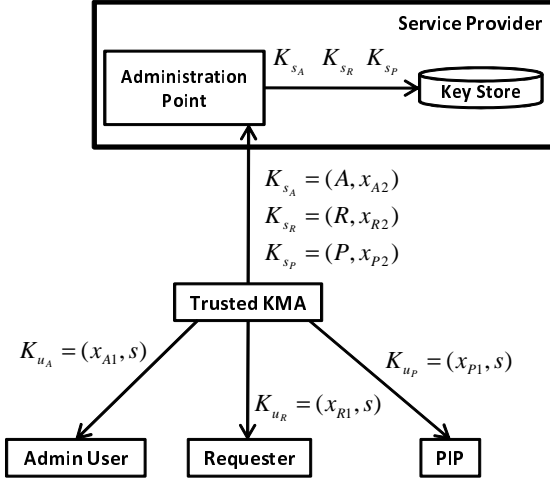 Service Provider
Administration
Point
K_{s_A} K_{s_R} K_{s_P}
Key Store
K_{s_A} = (A, x_{A2})
K_{s_R} = (R, x_{R2})
K_{s_P} = (P, x_{P2})
Trusted KMA
K_{u_A} = (x_{A1}, s)
K_{u_P} = (x_{P1}, s)
K_{u_R} = (x_{R1}, s)
Admin User
Requester
PIP